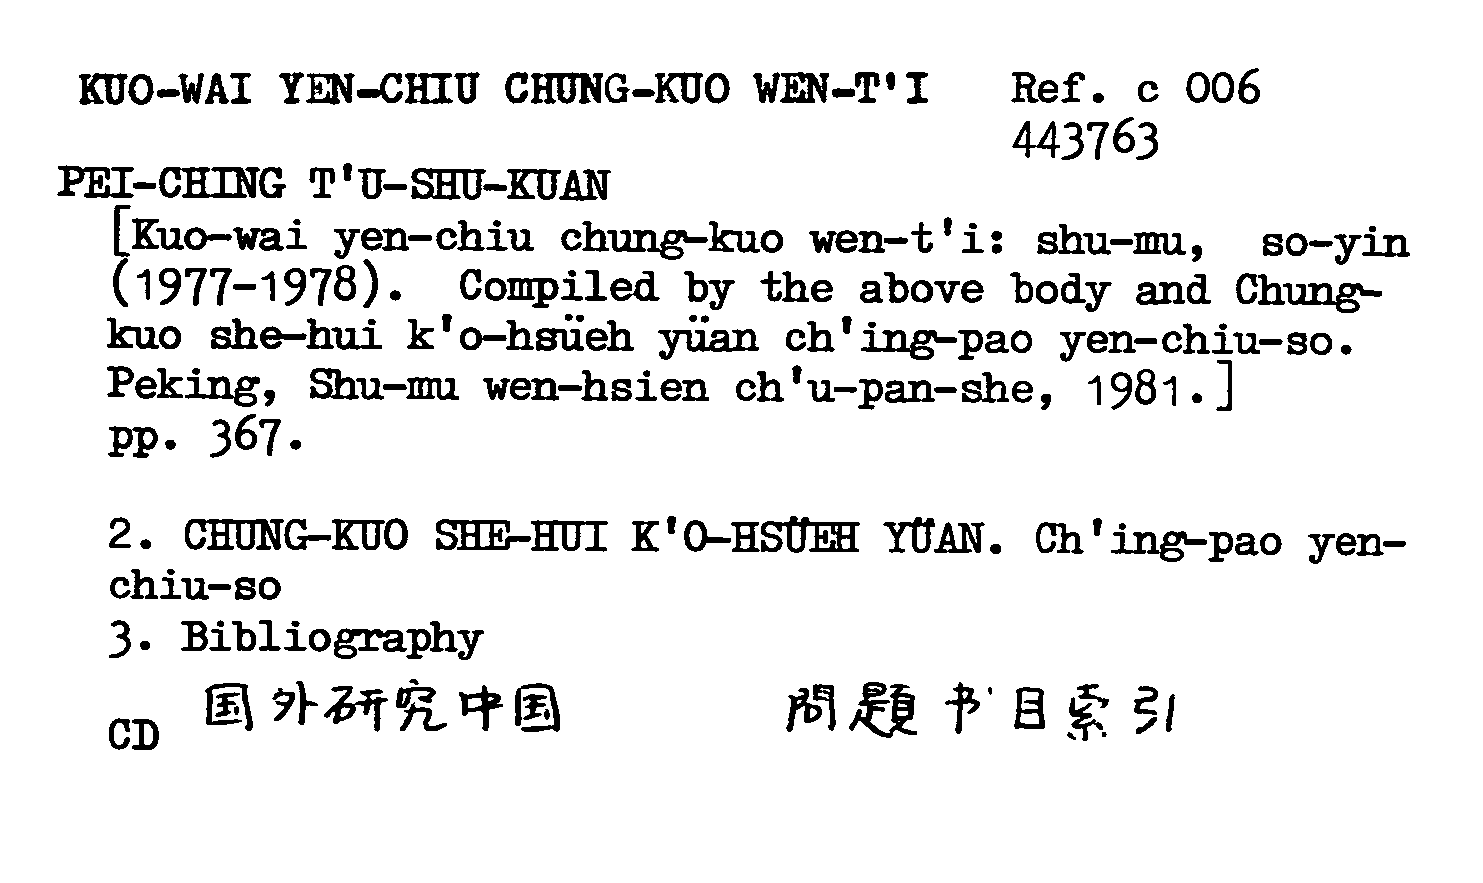 KUO-WAI YEN-CHIU CHUNG-KUO WEN-T'I Ref. c 006
443763
PEI-CHING T'U-SHU-KUAN
[Kuo-wai yen-chiu chung-kuo wen-t'i: shu-mu, so-yin
(1977-1978). Compiled by the above body and Chung-
kuo she-hui k'o-hsüeh yüan ch'ing-pao yen-chiu-so.
Peking, Shu-mu wen-hsien ch'u-pan-she, 1981.]
pp. 367.
2. CHUNG-KUO SHE-HUI K'O-HSÜEH YÜAN. Ch'ing-pao yen-
chiu-so
3. Bibliography
CD 国外研究中国 問題书目索引